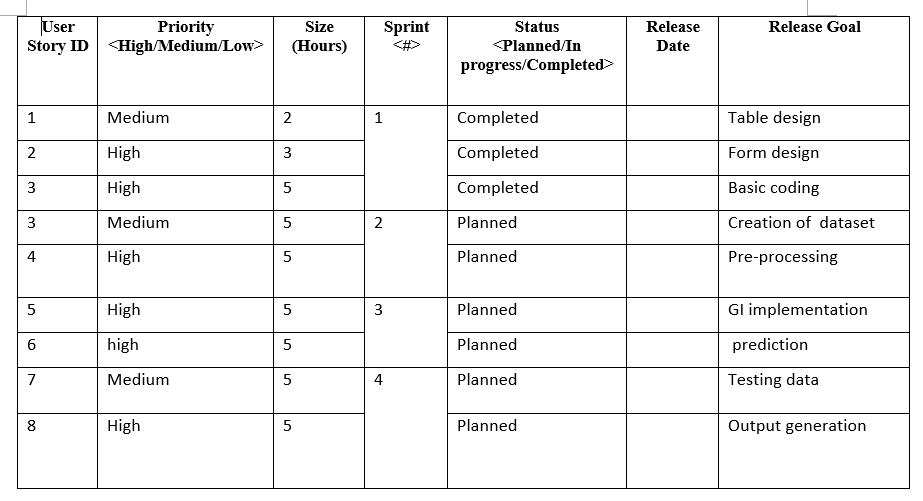 User Story ID Priority <High/Medium/Low> Size (Hours) Sprint <#> Status <Planned/In progress/Completed> Release Date Release Goal
1 Medium 2 1 Completed Table design
2 High 3 Completed Form design
3 High 5 Completed Basic coding
3 Medium 5 2 Planned Creation of  dataset
4 High 5 Planned Pre-processing
5 High 5 3 Planned GI implementation
6 high 5 Planned prediction
7 Medium 5 4 Planned Testing data
8 High 5 Planned Output generation